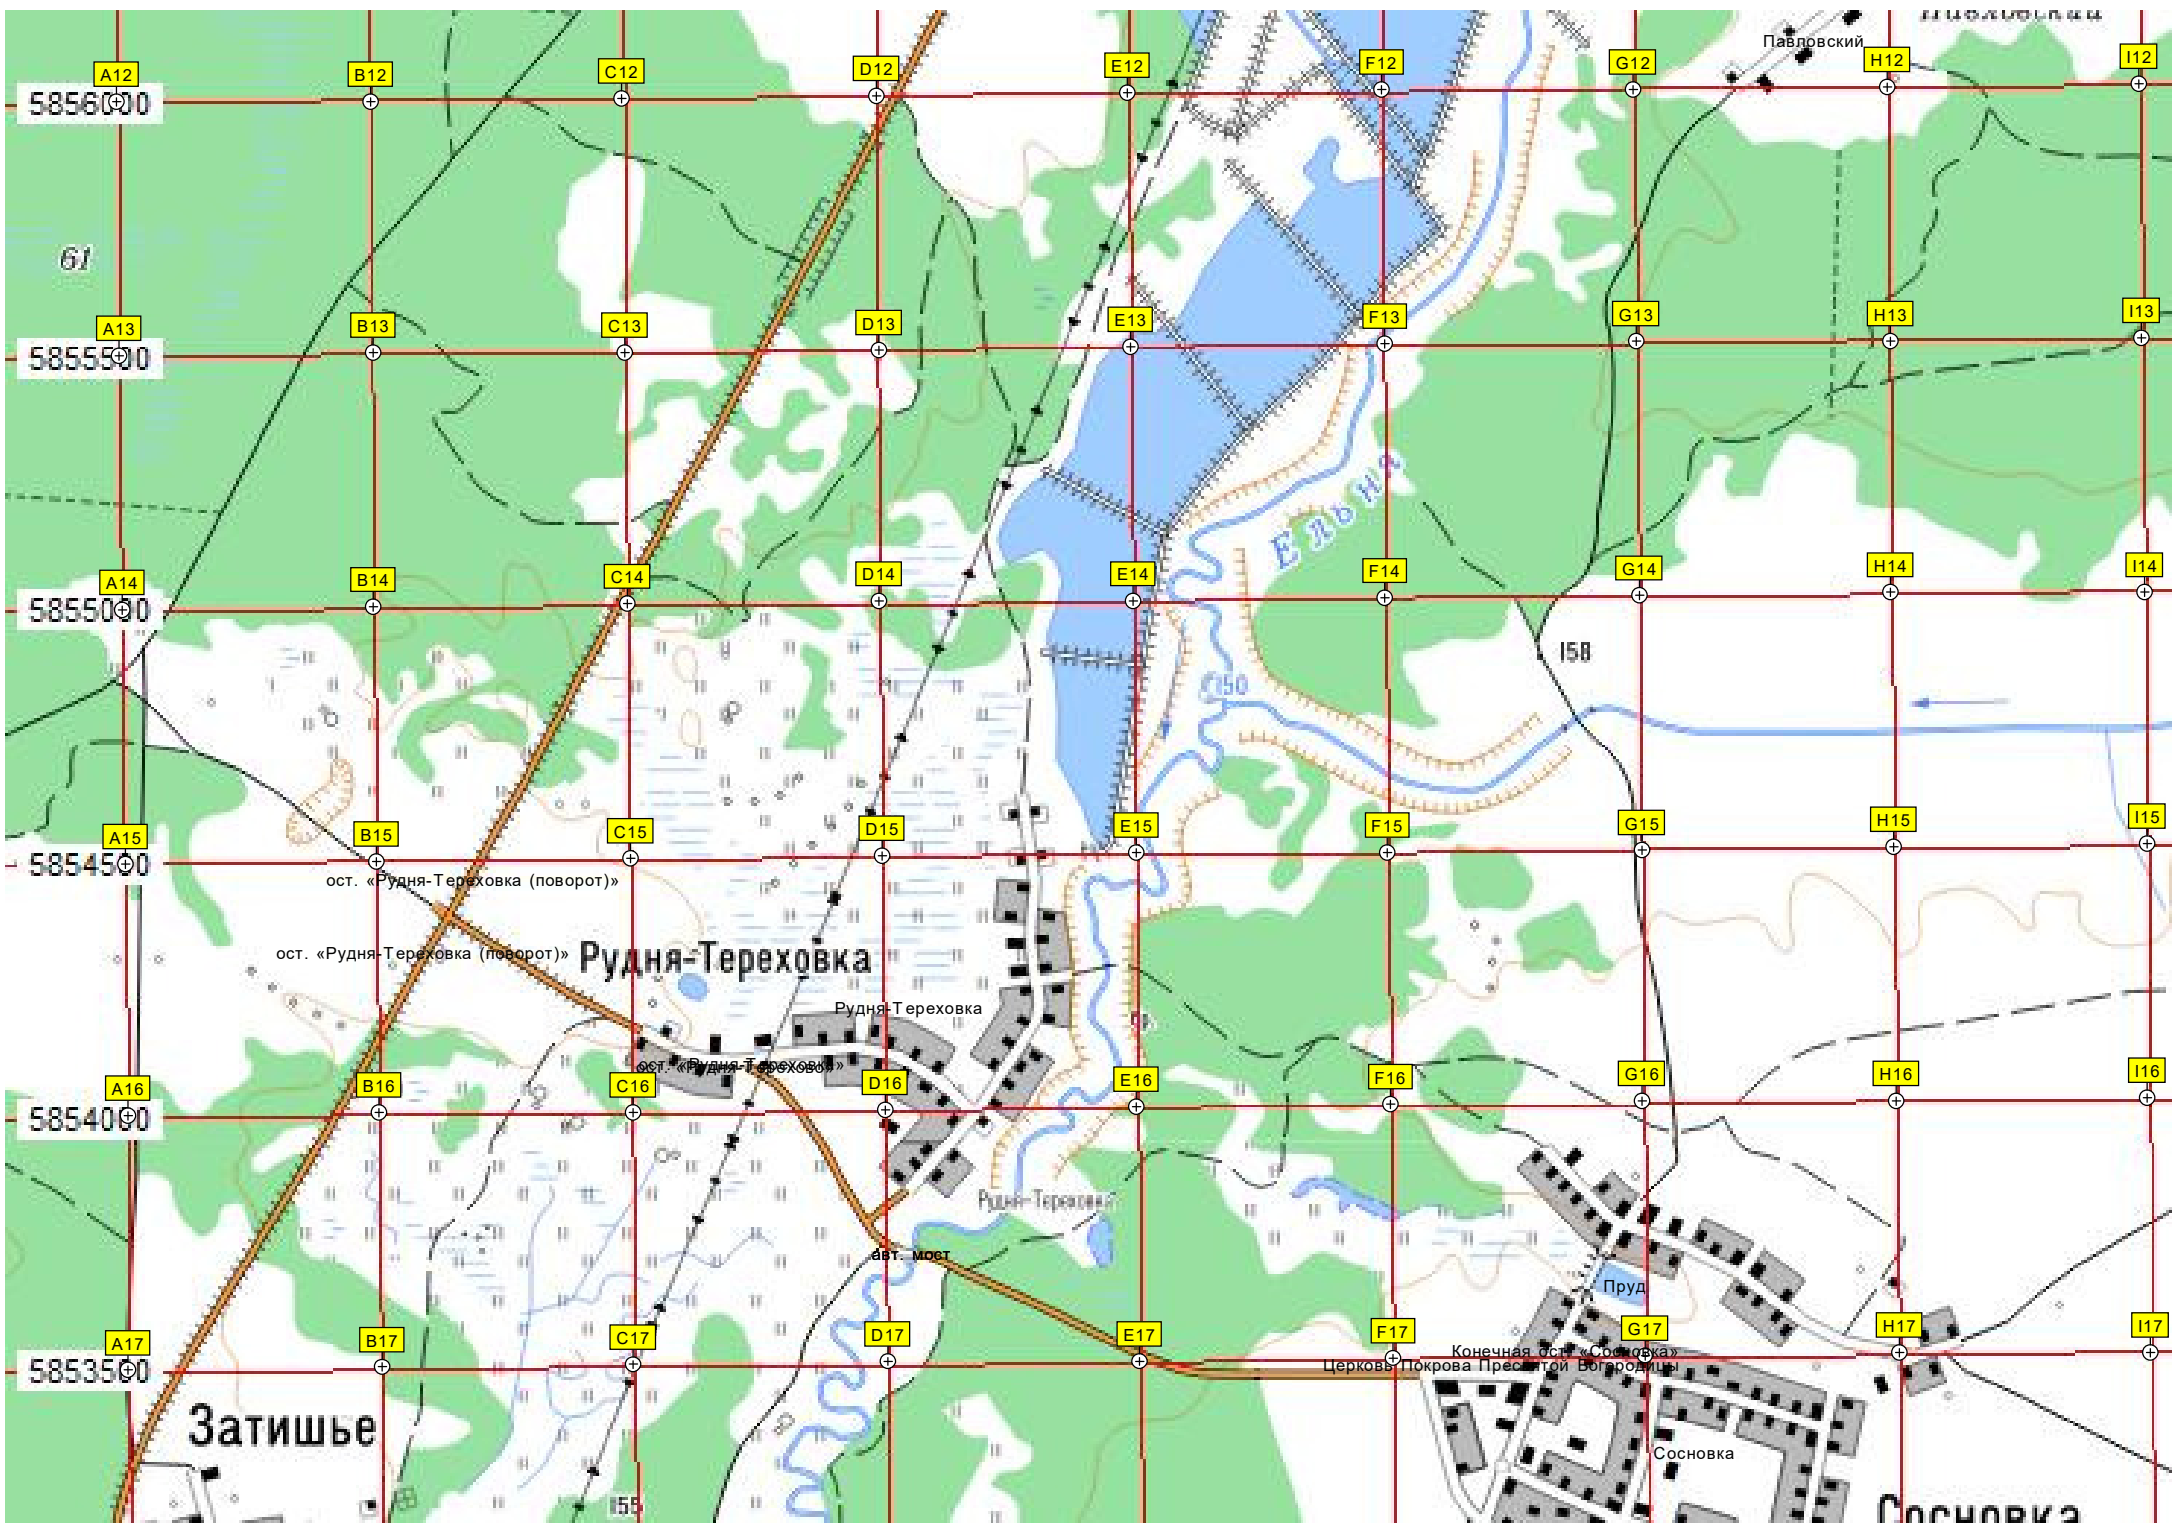 Павловский
A12 B12 C12 D12 E12 F12 G12 H12 I12
5856000
61
A13 B13 C13 D13 E13 F13 G13 H13 I13
5855500
Ельня
A14 B14 C14 D14 E14 F14 G14 H14 I14
5855000
158
150
A15 B15 C15 D15 E15 F15 G15 H15 I15
5854500
ост. «Рудня-Тереховка (поворот)»
ост. «Рудня-Тереховка (поворот)»
Рудня-Тереховка
Рудня-Тереховка
ост. «Рудня-Тереховка»
A16 B16 C16 D16 E16 F16 G16 H16 I16
5854000
Рудня-Тереховка
авт. мост
Пруд
A17 B17 C17 D17 E17 F17 G17 H17 I17
5853500
Конечная ост. «Сосновка»
Церковь Покрова Пресвятой Богородицы
Затишье
Сосновка
155
Сосновка